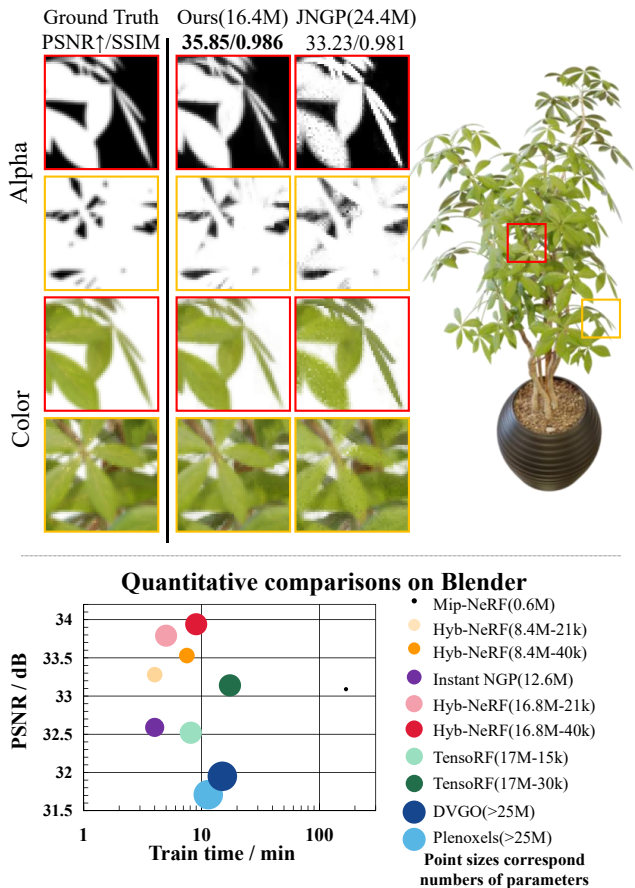 Ground Truth Ours(16.4M) JNGP(24.4M)
PSNR↑/SSIM 35.85/0.986 33.23/0.981
Alpha
Color
Quantitative comparisons on Blender
PSNR / dB
34
33.5
33
32.5
32
31.5
1 10 100
Train time / min
Mip-NeRF(0.6M)
Hyb-NeRF(8.4M-21k)
Hyb-NeRF(8.4M-40k)
Instant NGP(12.6M)
Hyb-NeRF(16.8M-21k)
Hyb-NeRF(16.8M-40k)
TensoRF(17M-15k)
TensoRF(17M-30k)
DVGO(>25M)
Plenoxels(>25M)
Point sizes correspond
numbers of parameters